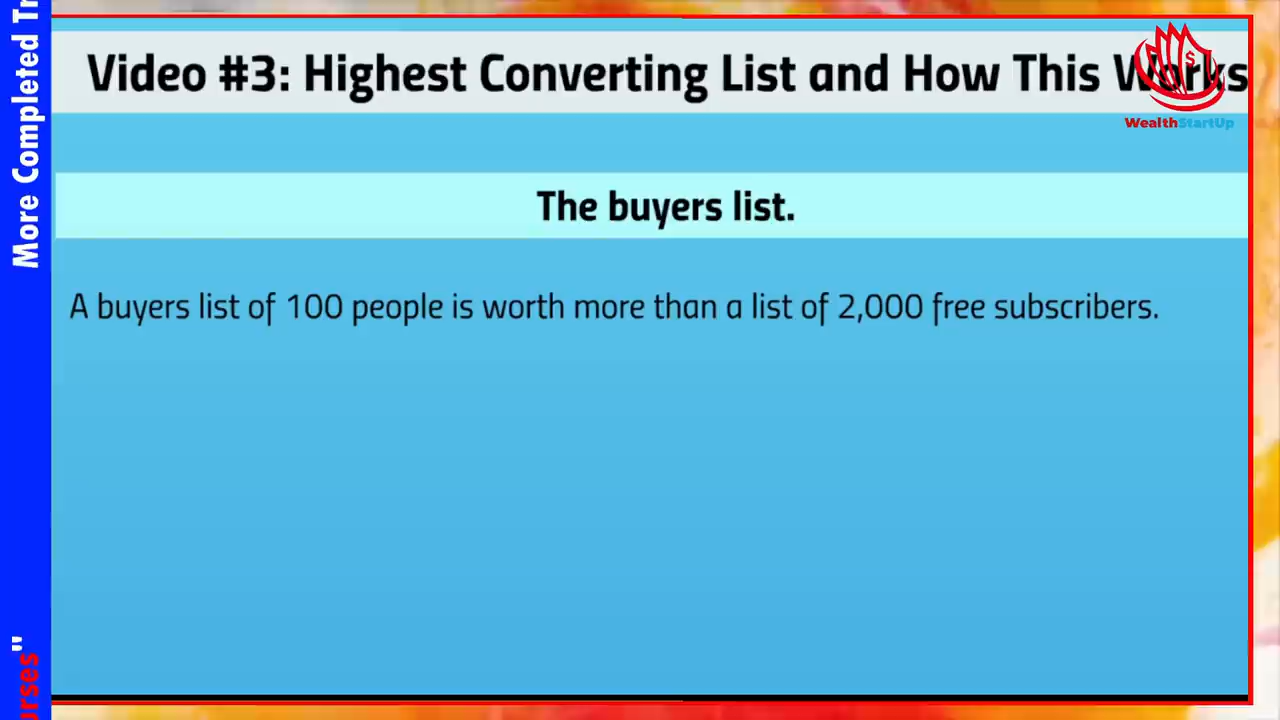 Video #3: Highest Converting List and How This Works
WealthStartUp
The buyers list.
A buyers list of 100 people is worth more than a list of 2,000 free subscribers.
More Completed
"